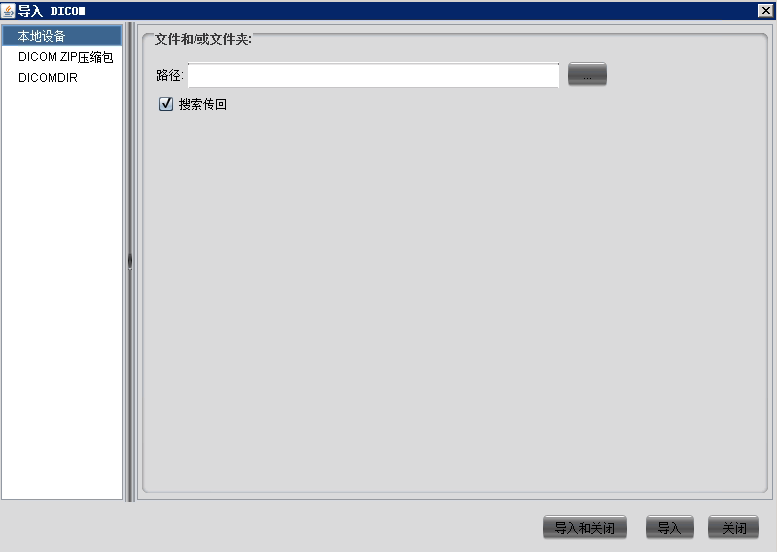 导入 DICOM
本地设备
DICOM ZIP压缩包
DICOMDIR
文件和/或文件夹:
路径:
...
搜索传回
导入和关闭
导入
关闭